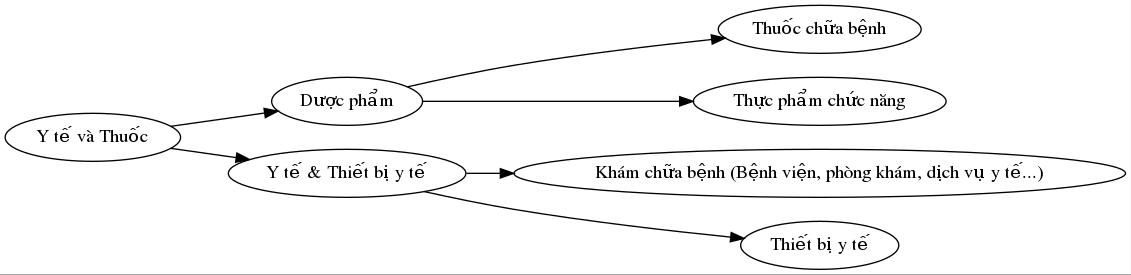 Thuốc chữa bệnh
Dược phẩm
Thực phẩm chức năng
Y tế và Thuốc
Y tế & Thiết bị y tế
Khám chữa bệnh (Bệnh viện, phòng khám, dịch vụ y tế...)
Thiết bị y tế